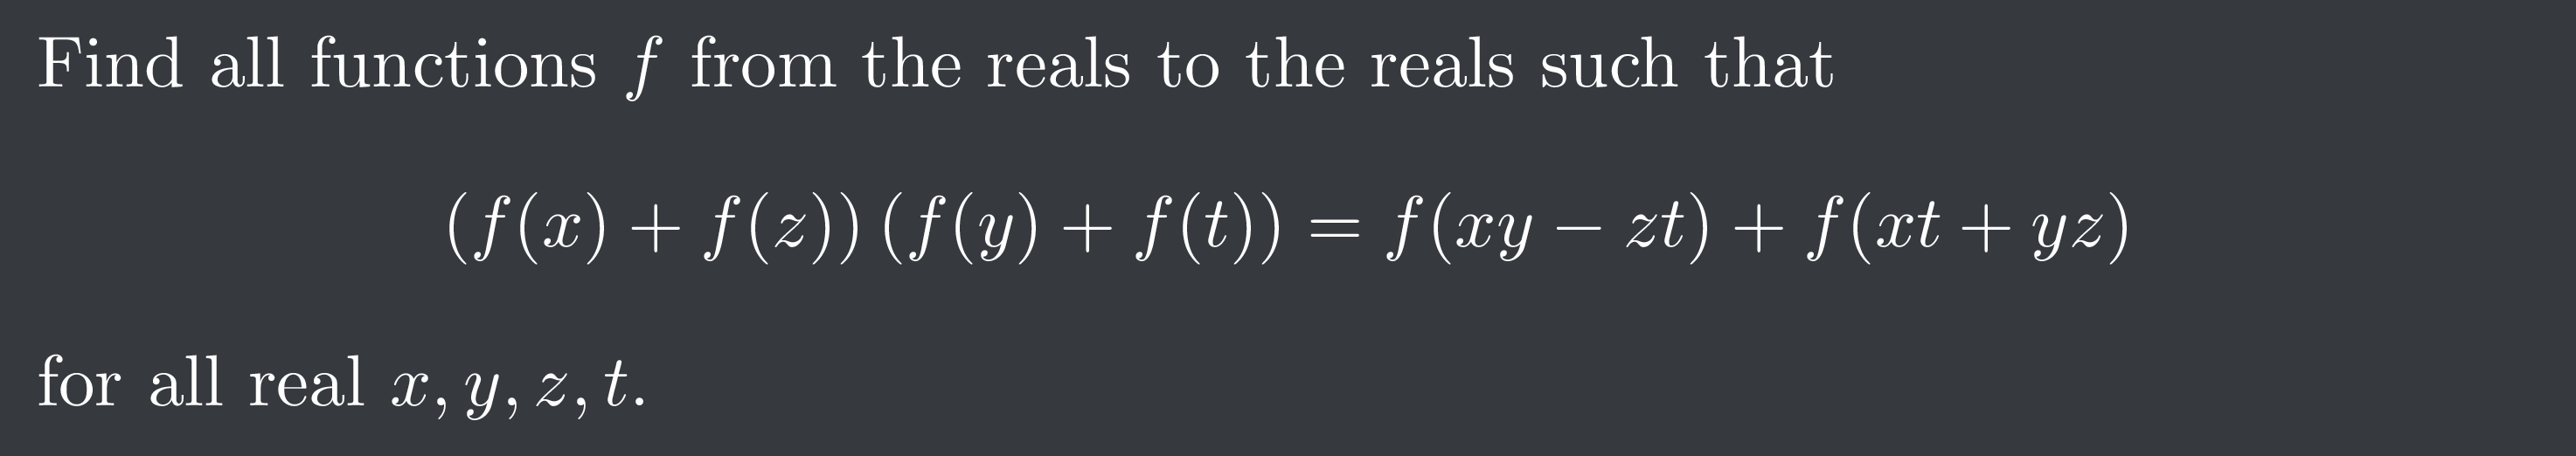 Find all functions f from the reals to the reals such that
(f(x) + f(z)) (f(y) + f(t)) = f(xy − zt) + f(xt + yz)
for all real x, y, z, t.